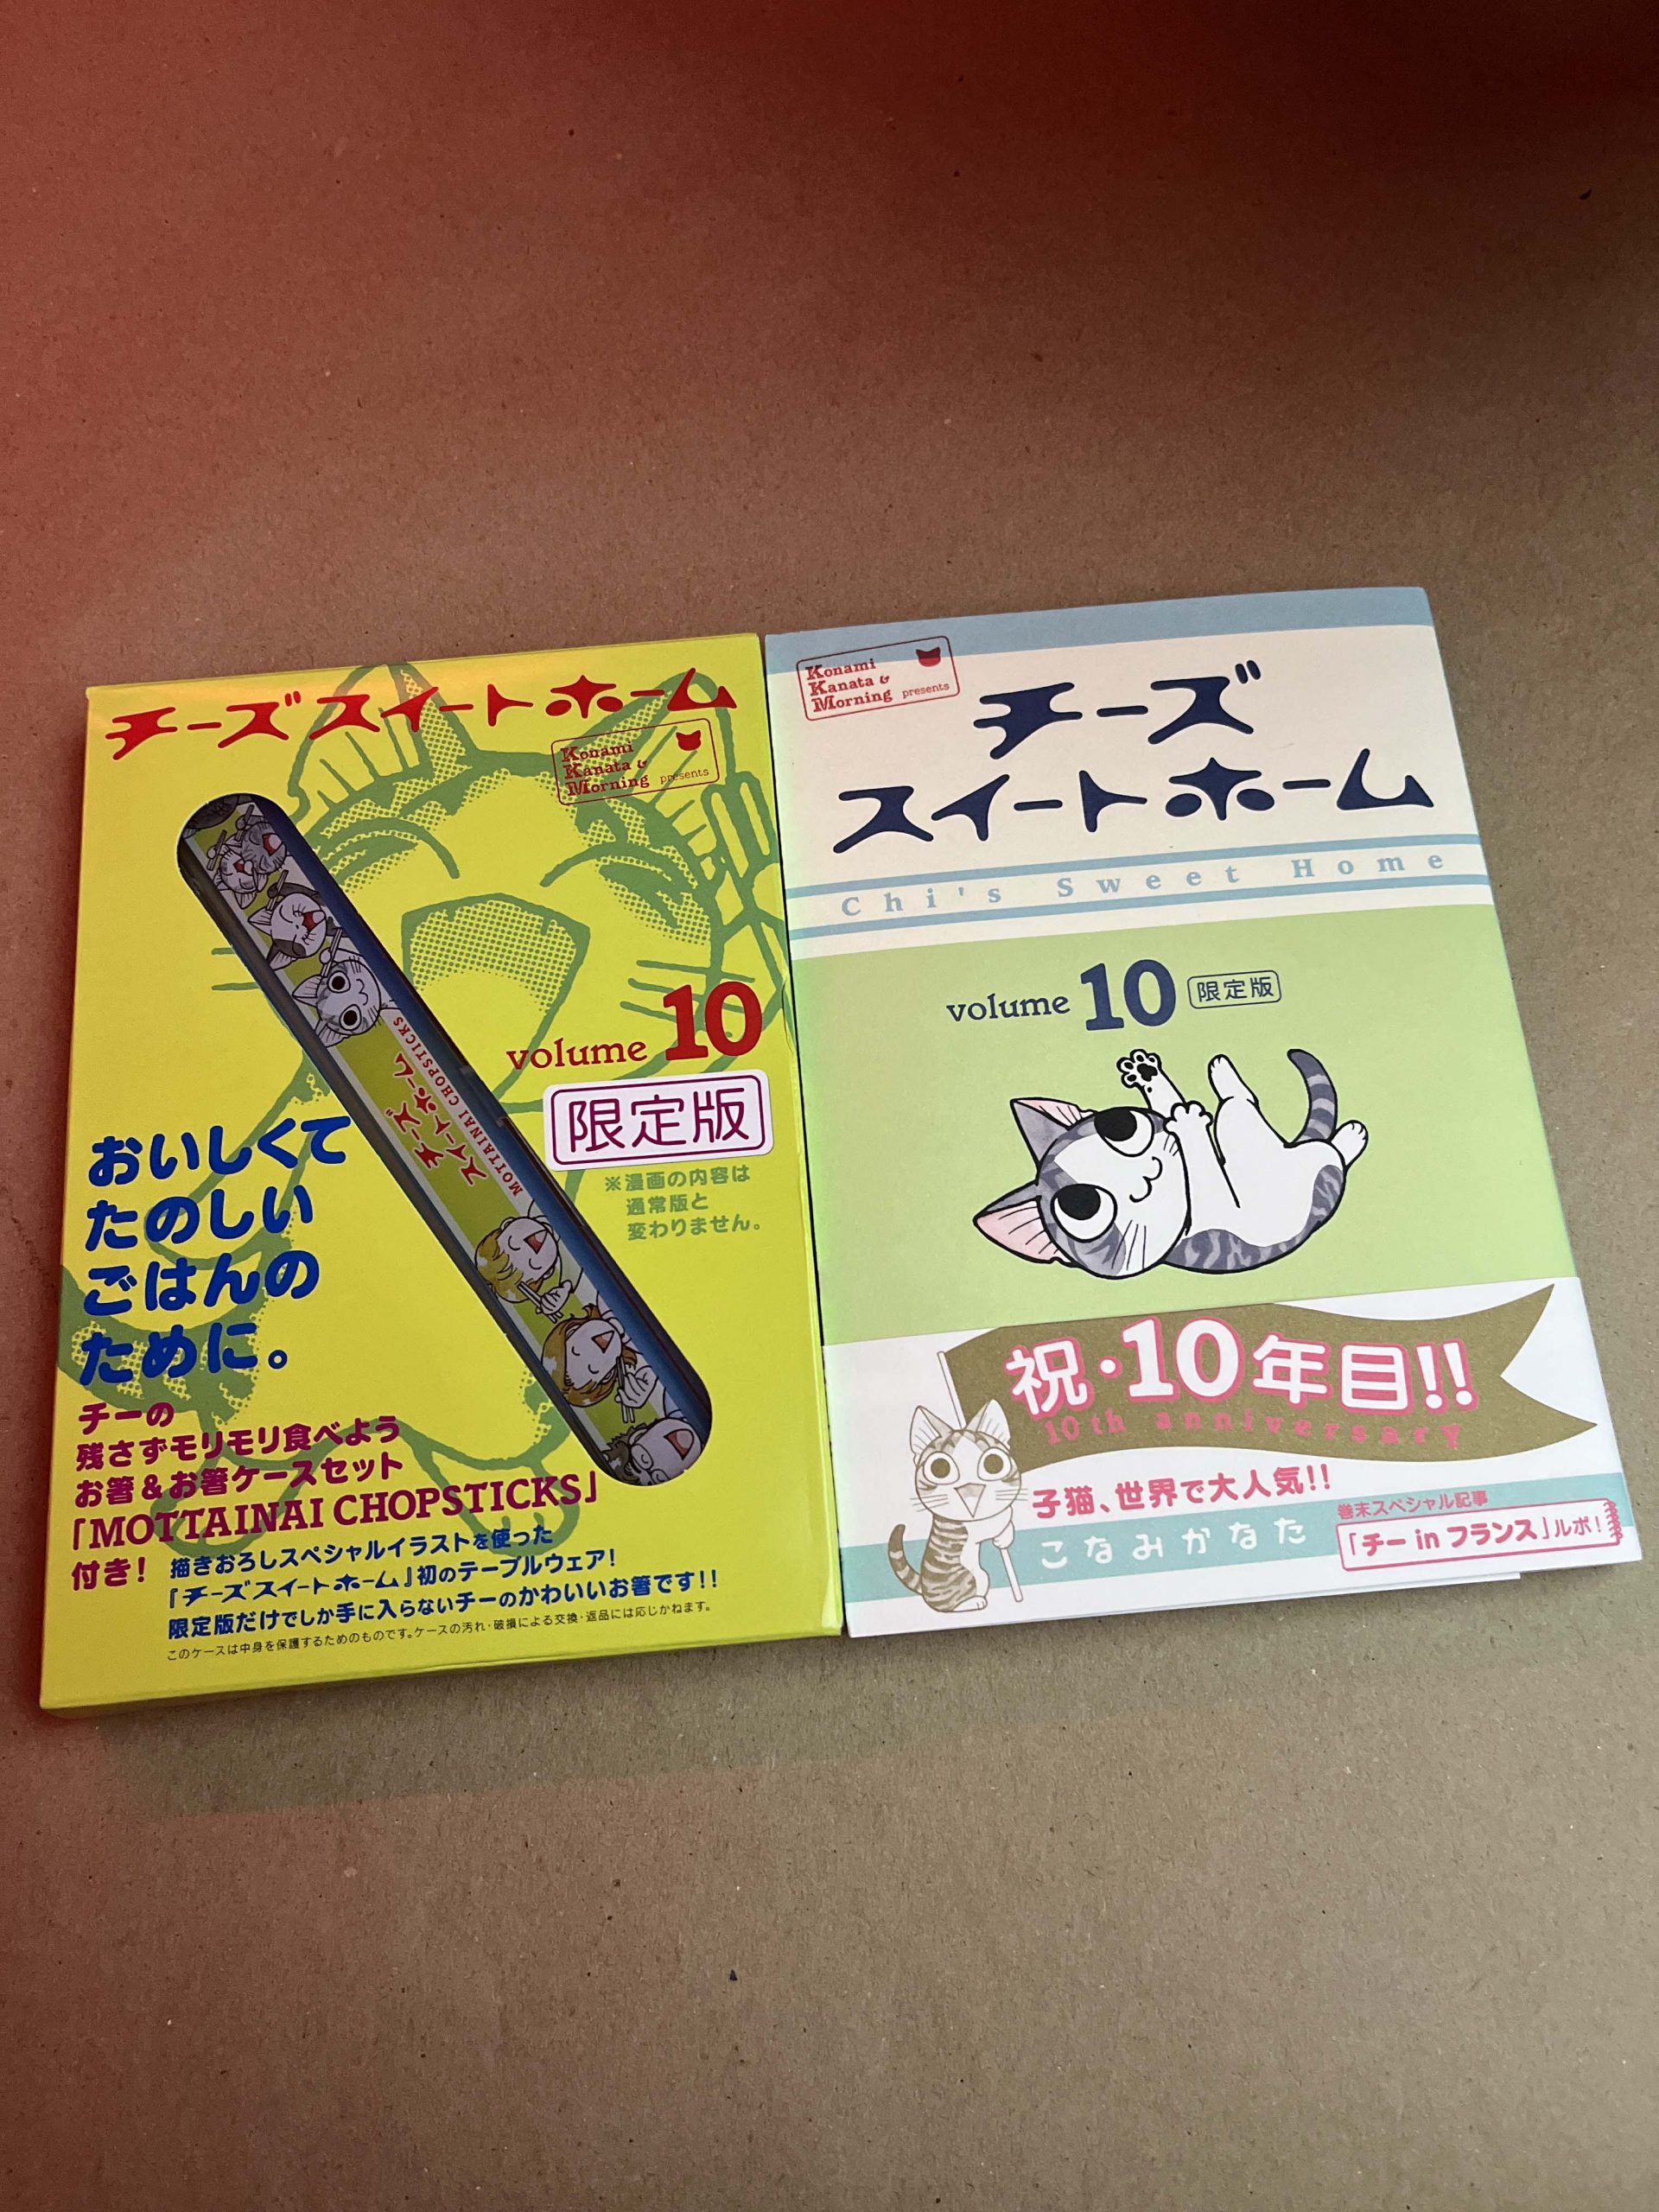 チーズスイートホーム
Konami
Kanata &
Morning presents
チーズ
スイートホーム
MOTTAINAI CHOPSTICKS
volume 10
限定版
※漫画の内容は
通常版と
変わりません。
おいしくて
たのしい
ごはんの
ために。
チーの
残さずモリモリ食べよう
お箸&お箸ケースセット
「MOTTAINAI CHOPSTICKS」
付き!
描きおろしスペシャルイラストを使った
『チーズスイートホーム』初のテーブルウェア!
限定版だけでしか手に入らないチーのかわいいお箸です!!
このケースは中身を保護するためのものです。ケースの汚れ・破損による交換・返品には応じかねます。
Konami
Kanata &
Morning presents
チーズ
スイートホーム
Chi's Sweet Home
volume 10 限定版
祝・10年目!!
10th anniversary
子猫、世界で大人気!!
こなみかなた
巻末スペシャル記事
「チー in フランス」ルポ!